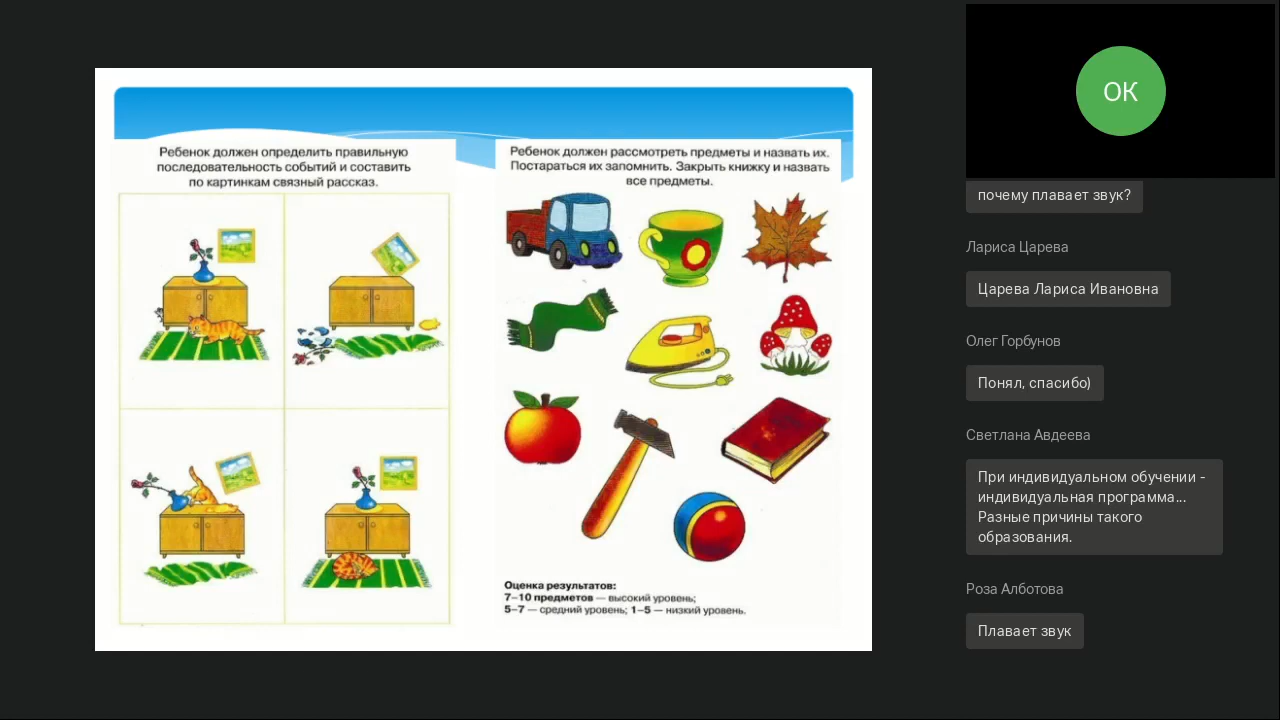 Ребенок должен определить правильную
последовательность событий и составить
по картинкам связный рассказ.
Ребенок должен рассмотреть предметы и назвать их.
Постараться их запомнить. Закрыть книжку и назвать
все предметы.
Оценка результатов:
7–10 предметов — высокий уровень;
5–7 — средний уровень; 1–5 — низкий уровень.
ОК
почему плавает звук?
Лариса Царева
Царева Лариса Ивановна
Олег Горбунов
Понял, спасибо)
Светлана Авдеева
При индивидуальном обучении -
индивидуальная программа...
Разные причины такого
образования.
Роза Алботова
Плавает звук